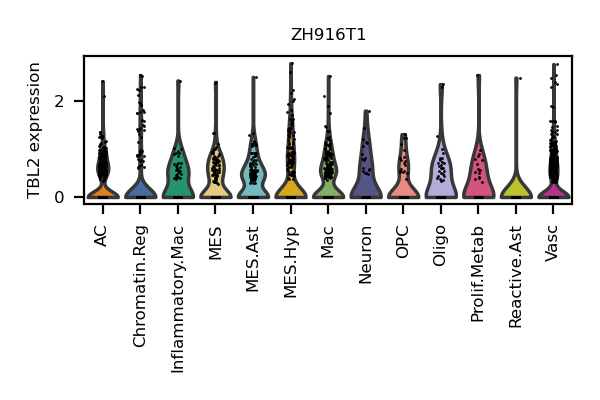 ZH916T1
TBL2 expression
2
0
AC
Chromatin.Reg
Inflammatory.Mac
MES
MES.Ast
MES.Hyp
Mac
Neuron
OPC
Oligo
Prolif.Metab
Reactive.Ast
Vasc